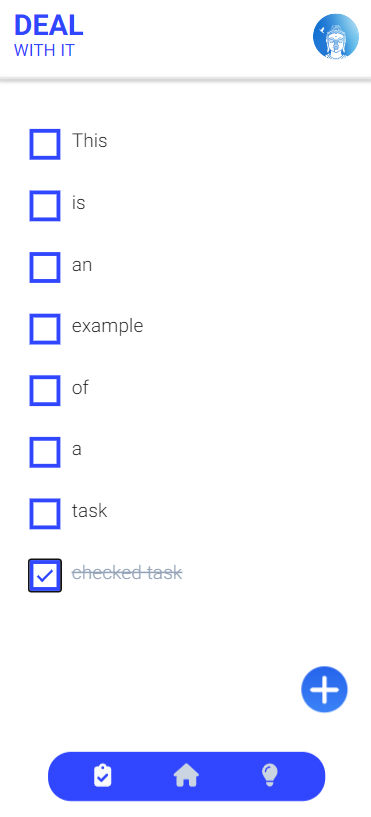 DEAL
WITH IT
This
is
an
example
of
a
task
checked task